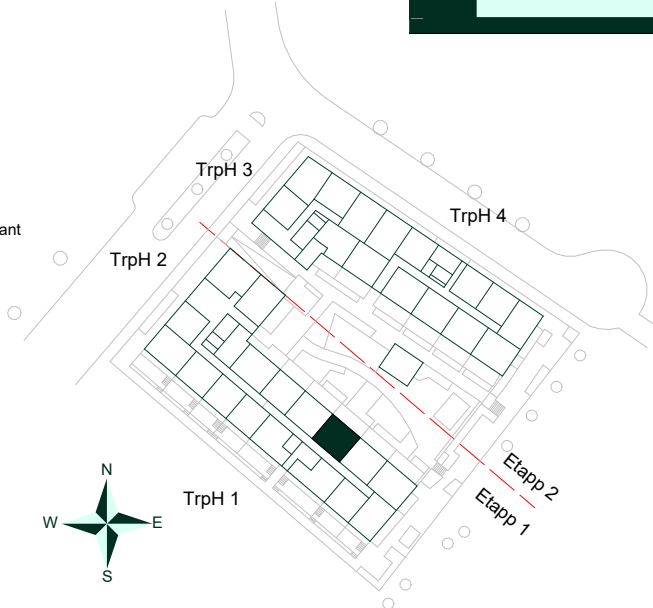 TrpH 3
TrpH 4
ant
TrpH 2
Etapp 2
Etapp 1
TrpH 1
N
W
E
S